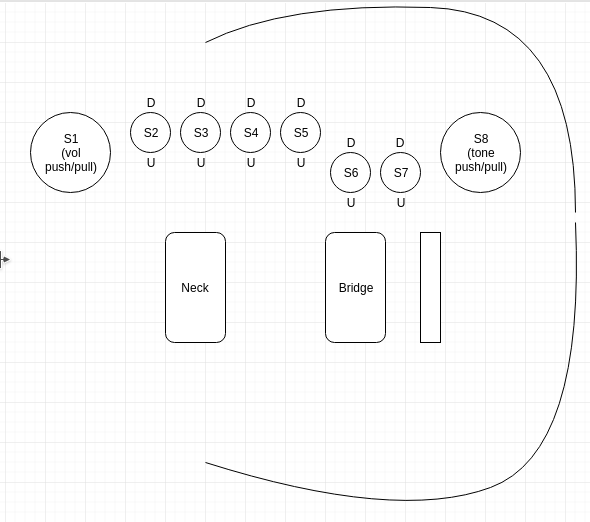 D D D D
S1
(vol
push/pull)
S2 S3 S4 S5
U U U U
D D
S6 S7
U U
S8
(tone
push/pull)
Neck
Bridge